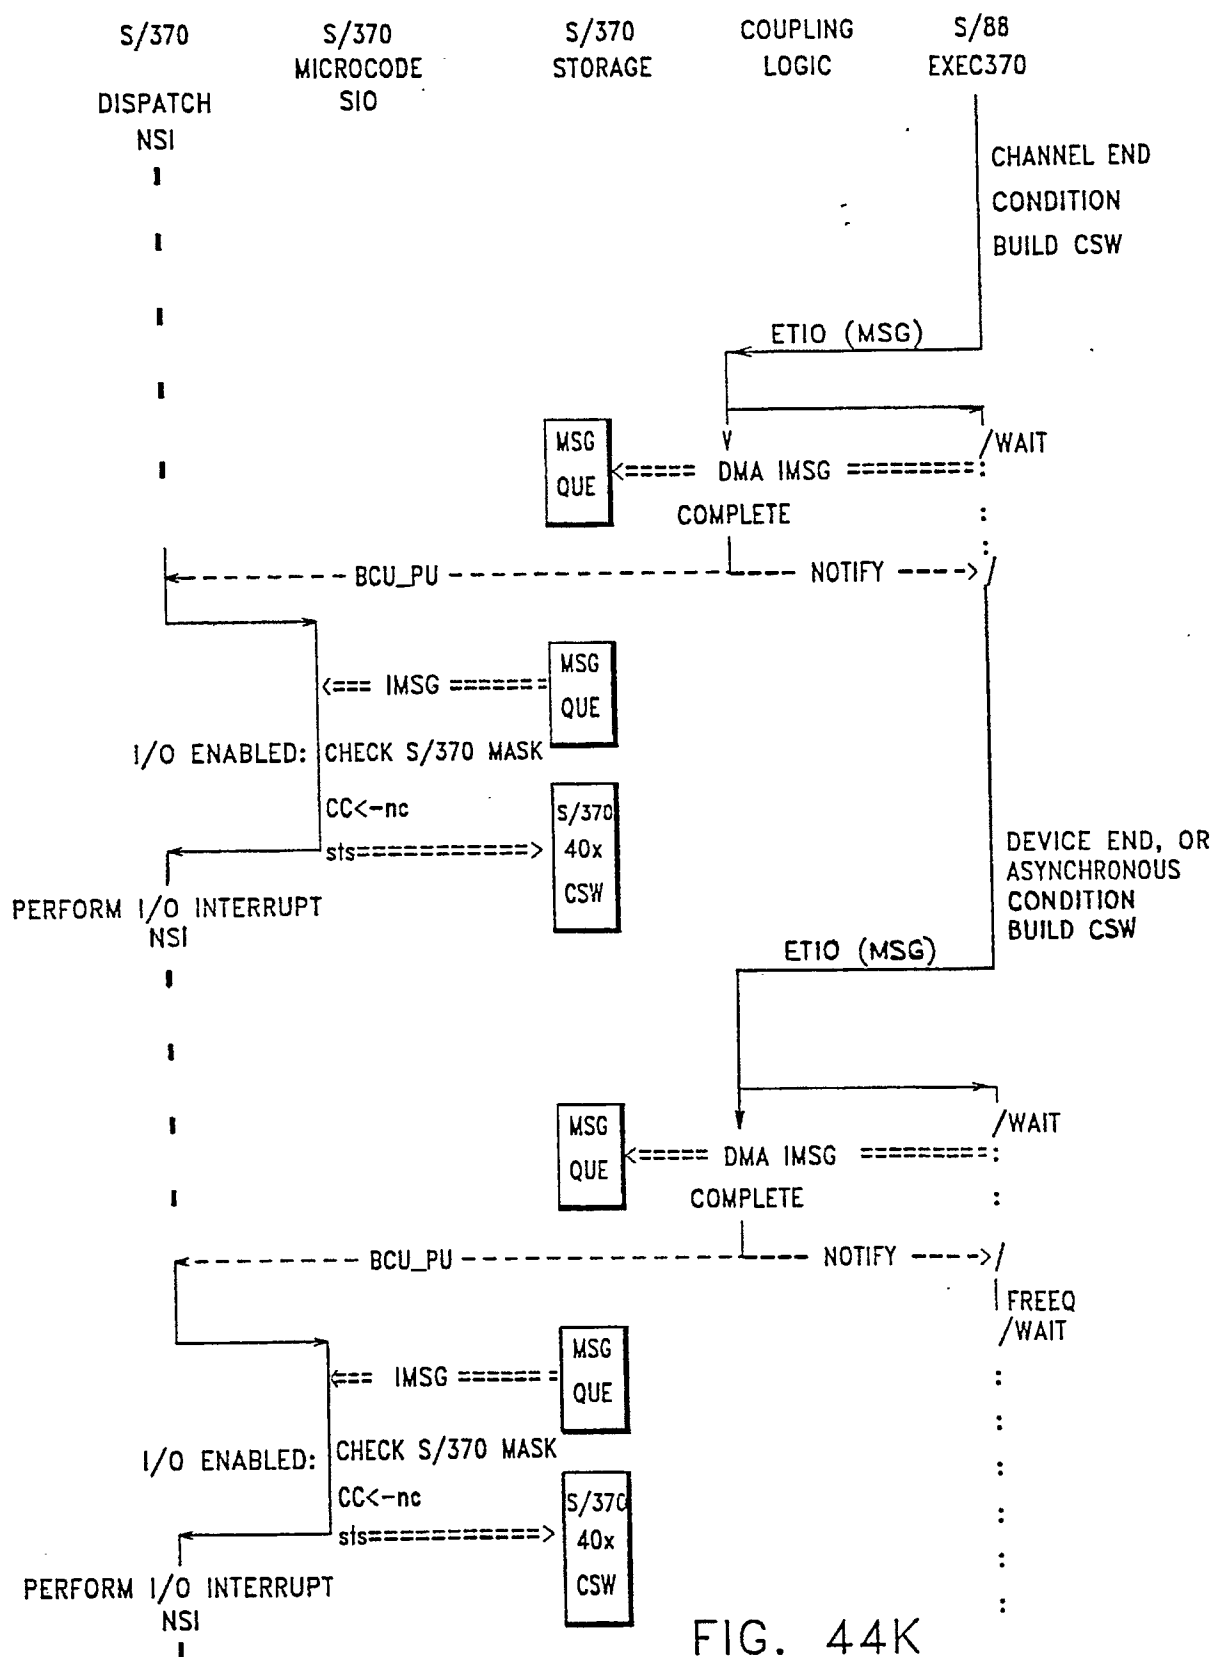 S/370 S/370 S/370 COUPLING S/88
MICROCODE STORAGE LOGIC EXEC370
DISPATCH SIO
NSI
CHANNEL END
CONDITION
BUILD CSW
ETIO (MSG)
MSG V /WAIT
QUE <===== DMA IMSG =========:
COMPLETE :
:
<------- BCU_PU ----------------- NOTIFY ----> /
MSG
<=== IMSG =======
QUE
I/O ENABLED: CHECK S/370 MASK
CC<-nc S/370
sts===========> 40x DEVICE END, OR
ASYNCHRONOUS
CSW CONDITION
PERFORM I/O INTERRUPT BUILD CSW
NSI
ETIO (MSG)
MSG /WAIT
QUE <===== DMA IMSG =========:
COMPLETE :
<------- BCU_PU ----------------- NOTIFY ----> /
FREEQ
/WAIT
MSG
<=== IMSG ======= :
QUE
:
I/O ENABLED: CHECK S/370 MASK :
CC<-nc S/370 :
sts===========> 40x :
CSW
PERFORM I/O INTERRUPT :
NSI
FIG. 44K